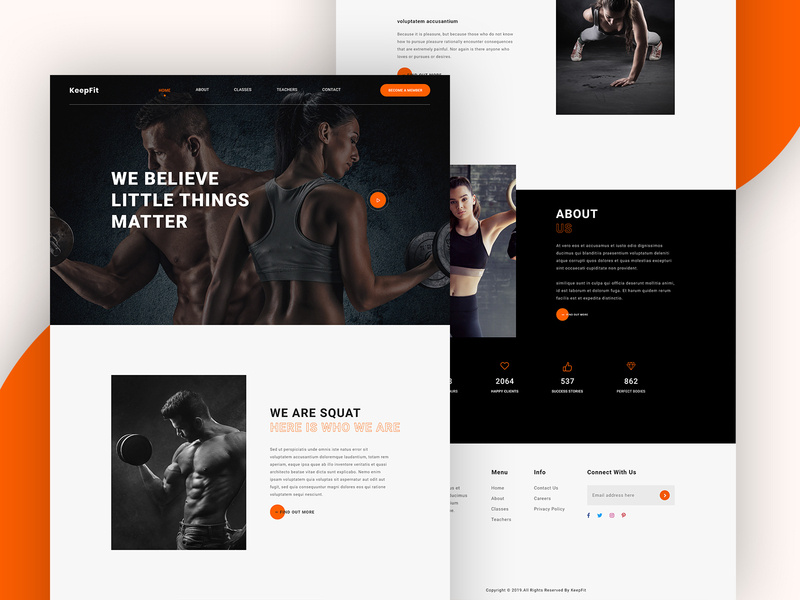 KeepFit
HOME
ABOUT
CLASSES
TEACHERS
CONTACT
BECOME A MEMBER
WE BELIEVE
LITTLE THINGS
MATTER
WE ARE SQUAT
HERE IS WHO WE ARE
Sed ut perspiciatis unde omnis iste natus error sit
voluptatem accusantium doloremque laudantium, totam rem
aperiam, eaque ipsa quae ab illo inventore veritatis et quasi
architecto beatae vitae dicta sunt explicabo. Nemo enim
ipsam voluptatem quia voluptas sit aspernatur aut odit aut
fugit, sed quia consequuntur magni dolores eos qui ratione
voluptatem sequi nesciunt.
FIND OUT MORE
voluptatem accusantium
Because it is pleasure, but because those who do not know
how to pursue pleasure rationally encounter consequences
that are extremely painful. Nor again is there anyone who
loves or pursues or desires.
ABOUT
US
At vero eos et accusamus et iusto odio dignissimos
ducimus qui blanditiis praesentium voluptatum deleniti
atque corrupti quos dolores et quas molestias excepturi
sint occaecati cupiditate non provident.
similique sunt in culpa qui officia deserunt mollitia animi,
id est laborum et dolorum fuga. Et harum quidem rerum
facilis est et expedita distinctio.
FIND OUT MORE
2064
HAPPY CLIENTS
537
SUCCESS STORIES
862
PERFECT BODIES
Menu
Home
About
Classes
Teachers
Info
Contact Us
Careers
Privacy Policy
Connect With Us
Email address here
Copyright © 2019.All Rights Reserved By KeepFit